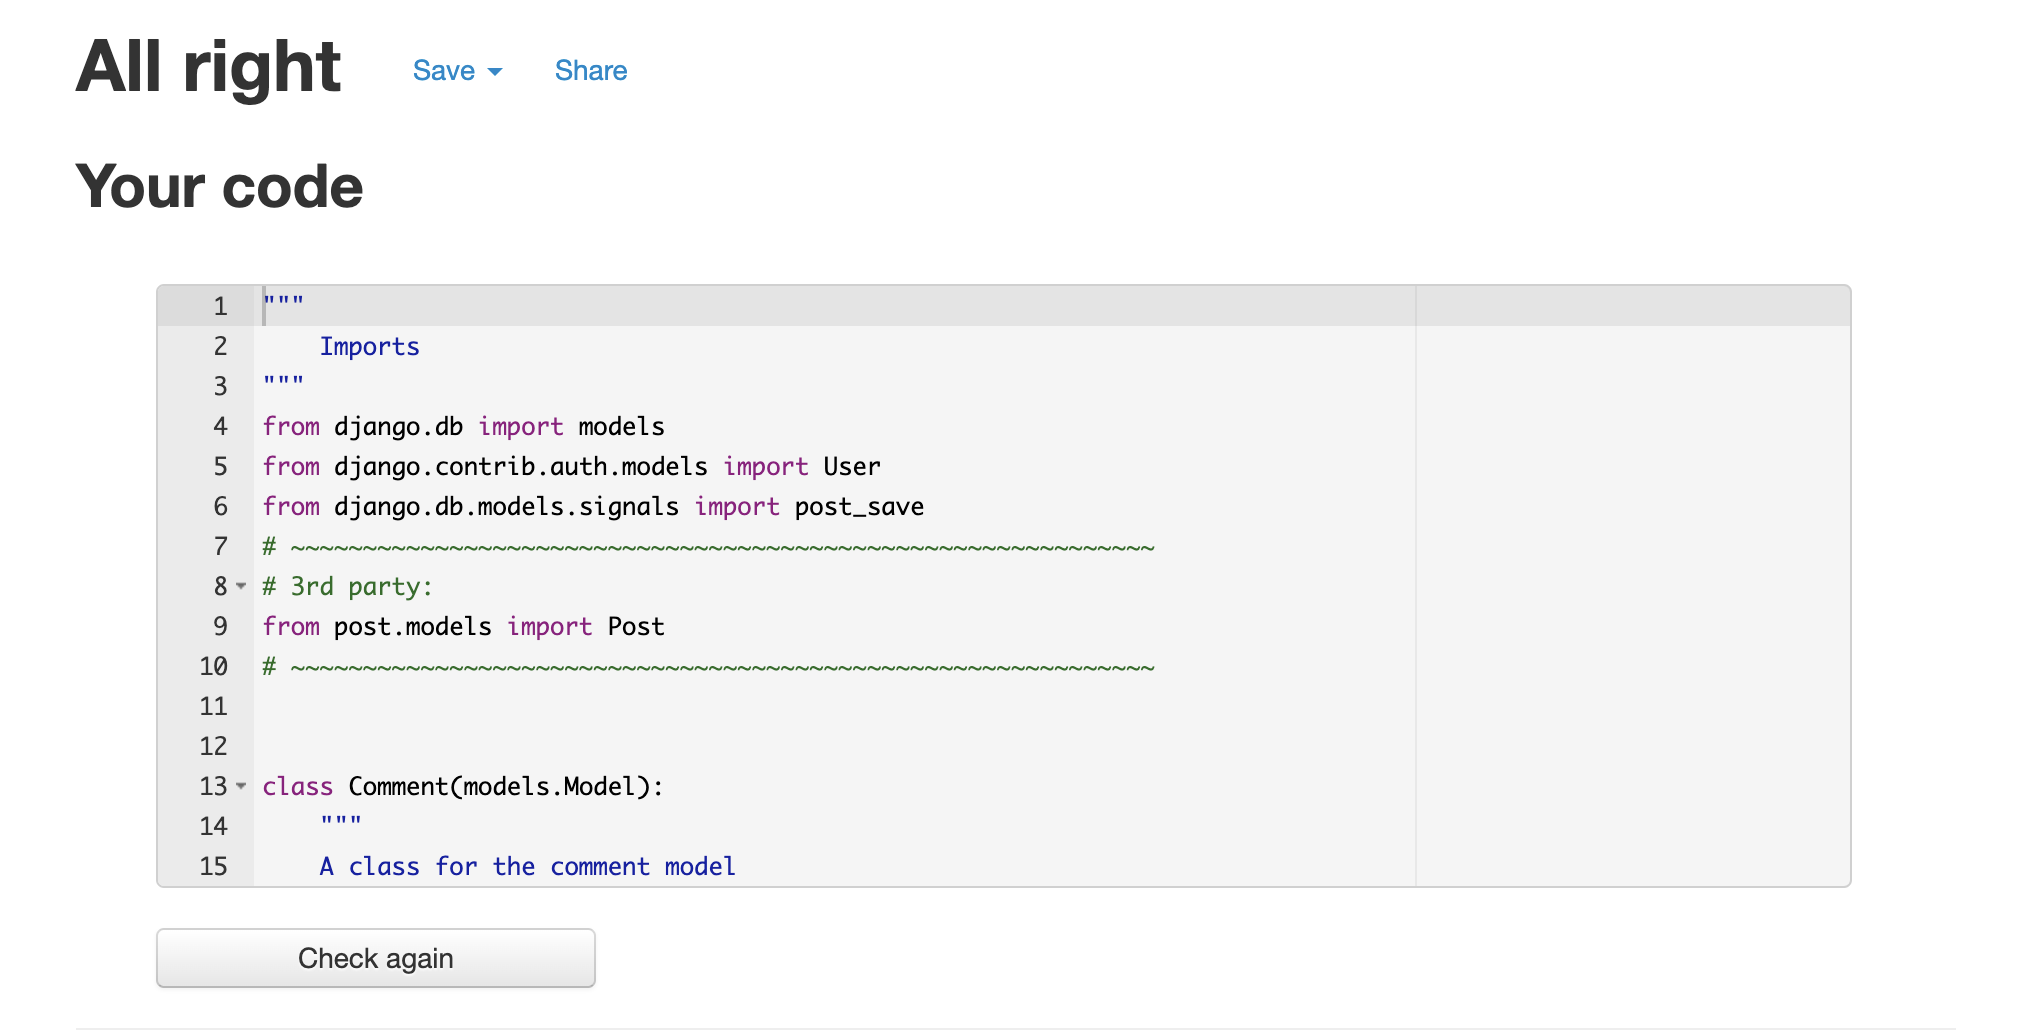 All right Save Share
Your code
1 """
2     Imports
3 """
4 from django.db import models
5 from django.contrib.auth.models import User
6 from django.db.models.signals import post_save
7 # ~~~~~~~~~~~~~~~~~~~~~~~~~~~~~~~~~~~~~~~~~~~~~~~~~~~~~~~~~~~~
8 # 3rd party:
9 from post.models import Post
10 # ~~~~~~~~~~~~~~~~~~~~~~~~~~~~~~~~~~~~~~~~~~~~~~~~~~~~~~~~~~~~
11
12
13 class Comment(models.Model):
14     """
15     A class for the comment model
Check again